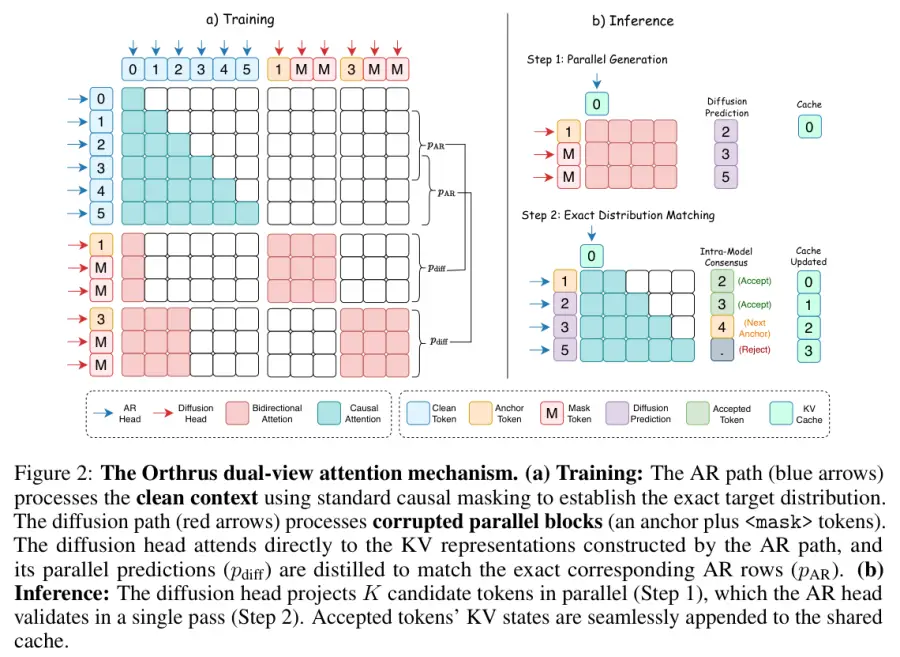 a) Training
0 1 2 3 4 5 1 M M 3 M M
0
1
2
3
4
5
1
M
M
3
M
M
pAR
pAR
pdiff
pdiff
b) Inference
Step 1: Parallel Generation
0
Diffusion
Prediction
Cache
1
M
M
2
3
5
0
Step 2: Exact Distribution Matching
0
Intra-Model
Consensus
Cache
Updated
1
2
3
5
2 (Accept)
3 (Accept)
4 (Next
Anchor)
. (Reject)
0
1
2
3
AR
Head
Diffusion
Head
Bidirectional
Attetion
Causal
Attention
Clean
Token
Anchor
Token
M
Mask
Token
Diffusion
Prediction
Accepted
Token
KV
Cache
Figure 2: The Orthrus dual-view attention mechanism. (a) Training: The AR path (blue arrows)
processes the clean context using standard causal masking to establish the exact target distribution.
The diffusion path (red arrows) processes corrupted parallel blocks (an anchor plus <mask> tokens).
The diffusion head attends directly to the KV representations constructed by the AR path, and
its parallel predictions (pdiff) are distilled to match the exact corresponding AR rows (pAR). (b)
Inference: The diffusion head projects K candidate tokens in parallel (Step 1), which the AR head
validates in a single pass (Step 2). Accepted tokens' KV states are seamlessly appended to the shared
cache.